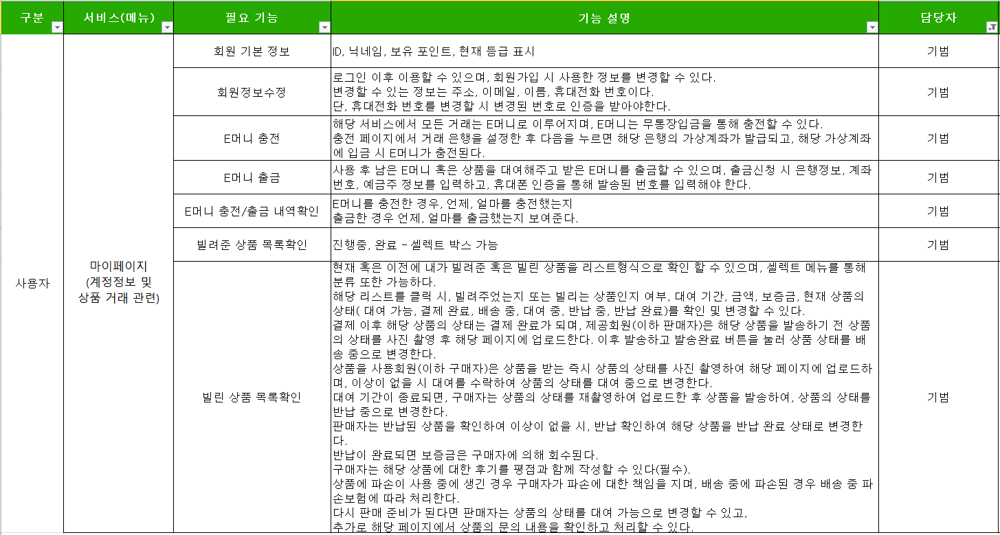 구분
서비스(메뉴)
필요 기능
기능 설명
담당자
사용자
마이페이지
(계정정보 및
상품 거래 관련)
회원 기본 정보
ID, 닉네임, 보유 포인트, 현재 등급 표시
기범
회원정보수정
로그인 이후 이용할 수 있으며, 회원가입 시 사용한 정보를 변경할 수 있다.
변경할 수 있는 정보는 주소, 이메일, 이름, 휴대전화 번호이다.
단, 휴대전화 번호를 변경할 시 변경된 번호로 인증을 받아야한다.
기범
E머니 충전
해당 서비스에서 모든 거래는 E머니로 이루어지며, E머니는 무통장입금을 통해 충전할 수 있다.
충전 페이지에서 거래 은행을 설정한 후 다음을 누르면 해당 은행의 가상계좌가 발급되고, 해당 가상계좌
에 입금 시 E머니가 충전된다.
기범
E머니 출금
사용 후 남은 E머니 혹은 상품을 대여해주고 받은 E머니를 출금할 수 있으며, 출금신청 시 은행정보, 계좌
번호, 예금주 정보를 입력하고, 휴대폰 인증을 통해 발송된 번호를 입력해야 한다.
기범
E머니 충전/출금 내역확인
E머니를 충전한 경우, 언제, 얼마를 충전했는지
출금한 경우 언제, 얼마를 출금했는지 보여준다.
기범
빌려준 상품 목록확인
진행중, 완료 - 셀렉트 박스 가능
기범
빌린 상품 목록확인
현재 혹은 이전에 내가 빌려준 혹은 빌린 상품을 리스트형식으로 확인 할 수 있으며, 셀렉트 메뉴를 통해
분류 또한 가능하다.
해당 리스트를 클릭 시, 빌려주었는지 또는 빌리는 상품인지 여부, 대여 기간, 금액, 보증금, 현재 상품의
상태( 대여 가능, 결제 완료, 배송 중, 대여 중, 반납 중, 반납 완료)를 확인 및 변경할 수 있다.
결제 이후 해당 상품의 상태는 결제 완료가 되며, 제공회원(이하 판매자)은 해당 상품을 발송하기 전 상품
의 상태를 사진 촬영 후 해당 페이지에 업로드한다. 이후 발송하고 발송완료 버튼을 눌러 상품 상태를 배
송 중으로 변경한다.
상품을 사용회원(이하 구매자)은 상품을 받는 즉시 상품의 상태를 사진 촬영하여 해당 페이지에 업로드하
며, 이상이 없을 시 대여를 수락하여 상품의 상태를 대여 중으로 변경한다.
대여 기간이 종료되면, 구매자는 상품의 상태를 재촬영하여 업로드한 후 상품을 발송하여, 상품의 상태를
반납 중으로 변경한다.
판매자는 반납된 상품을 확인하여 이상이 없을 시, 반납 확인하여 해당 상품을 반납 완료 상태로 변경한
다.
반납이 완료되면 보증금은 구매자에 의해 회수된다.
구매자는 해당 상품에 대한 후기를 평점과 함께 작성할 수 있다(필수).
상품에 파손이 사용 중에 생긴 경우 구매자가 파손에 대한 책임을 지며, 배송 중에 파손된 경우 배송 중 파
손보험에 따라 처리한다.
다시 판매 준비가 된다면 판매자는 상품의 상태를 대여 가능으로 변경할 수 있고,
추가로 해당 페이지에서 상품의 문의 내용을 확인하고 처리할 수 있다.
기범